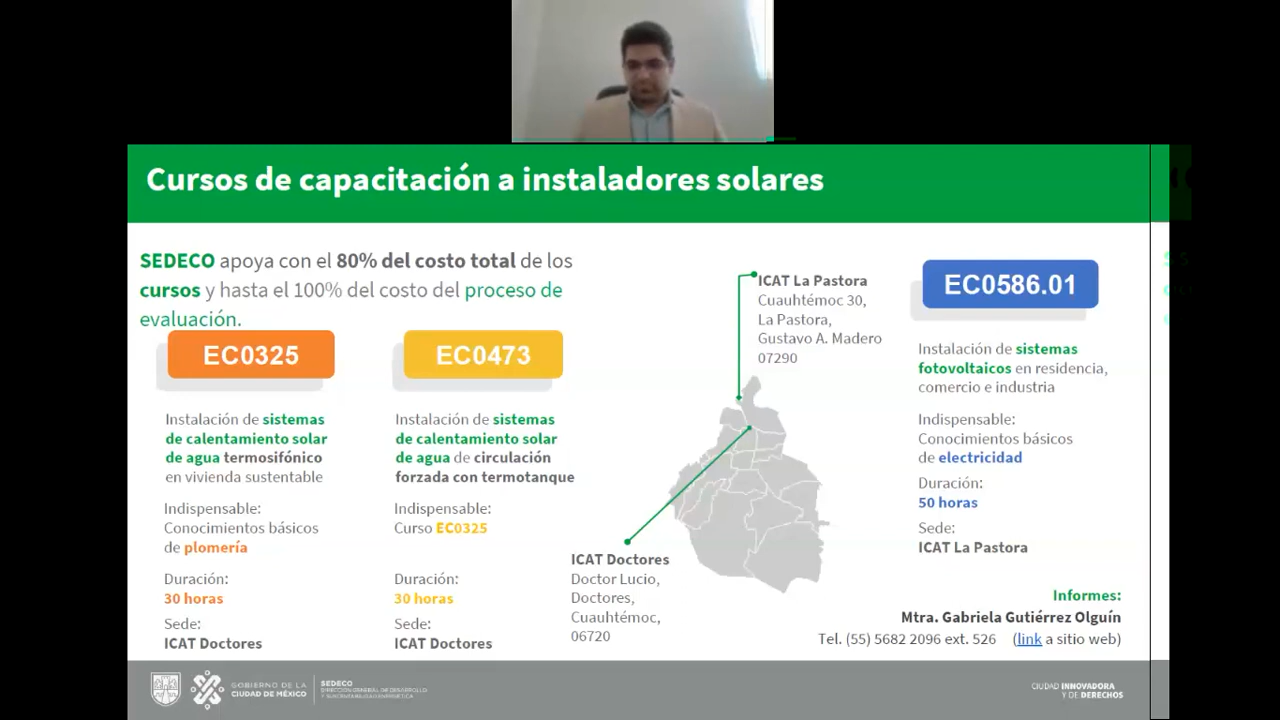 Cursos de capacitación a instaladores solares
SEDECO apoya con el 80% del costo total de los
cursos y hasta el 100% del costo del proceso de
evaluación.
EC0325
Instalación de sistemas
de calentamiento solar
de agua termosifónico
en vivienda sustentable
Indispensable:
Conocimientos básicos
de plomería
Duración:
30 horas
Sede:
ICAT Doctores
EC0473
Instalación de sistemas
de calentamiento solar
de agua de circulación
forzada con termotanque
Indispensable:
Curso EC0325
Duración:
30 horas
Sede:
ICAT Doctores
ICAT La Pastora
Cuauhtémoc 30,
La Pastora,
Gustavo A. Madero
07290
ICAT Doctores
Doctor Lucio,
Doctores,
Cuauhtémoc,
06720
EC0586.01
Instalación de sistemas
fotovoltaicos en residencia,
comercio e industria
Indispensable:
Conocimientos básicos
de electricidad
Duración:
50 horas
Sede:
ICAT La Pastora
Informes:
Mtra. Gabriela Gutiérrez Olguín
Tel. (55) 5682 2096 ext. 526 (link a sitio web)
GOBIERNO DE LA
CIUDAD DE MÉXICO
SEDECO
DIRECCIÓN GENERAL DE DESARROLLO
Y SUSTENTABILIDAD ENERGÉTICA
CIUDAD INNOVADORA
Y DE DERECHOS